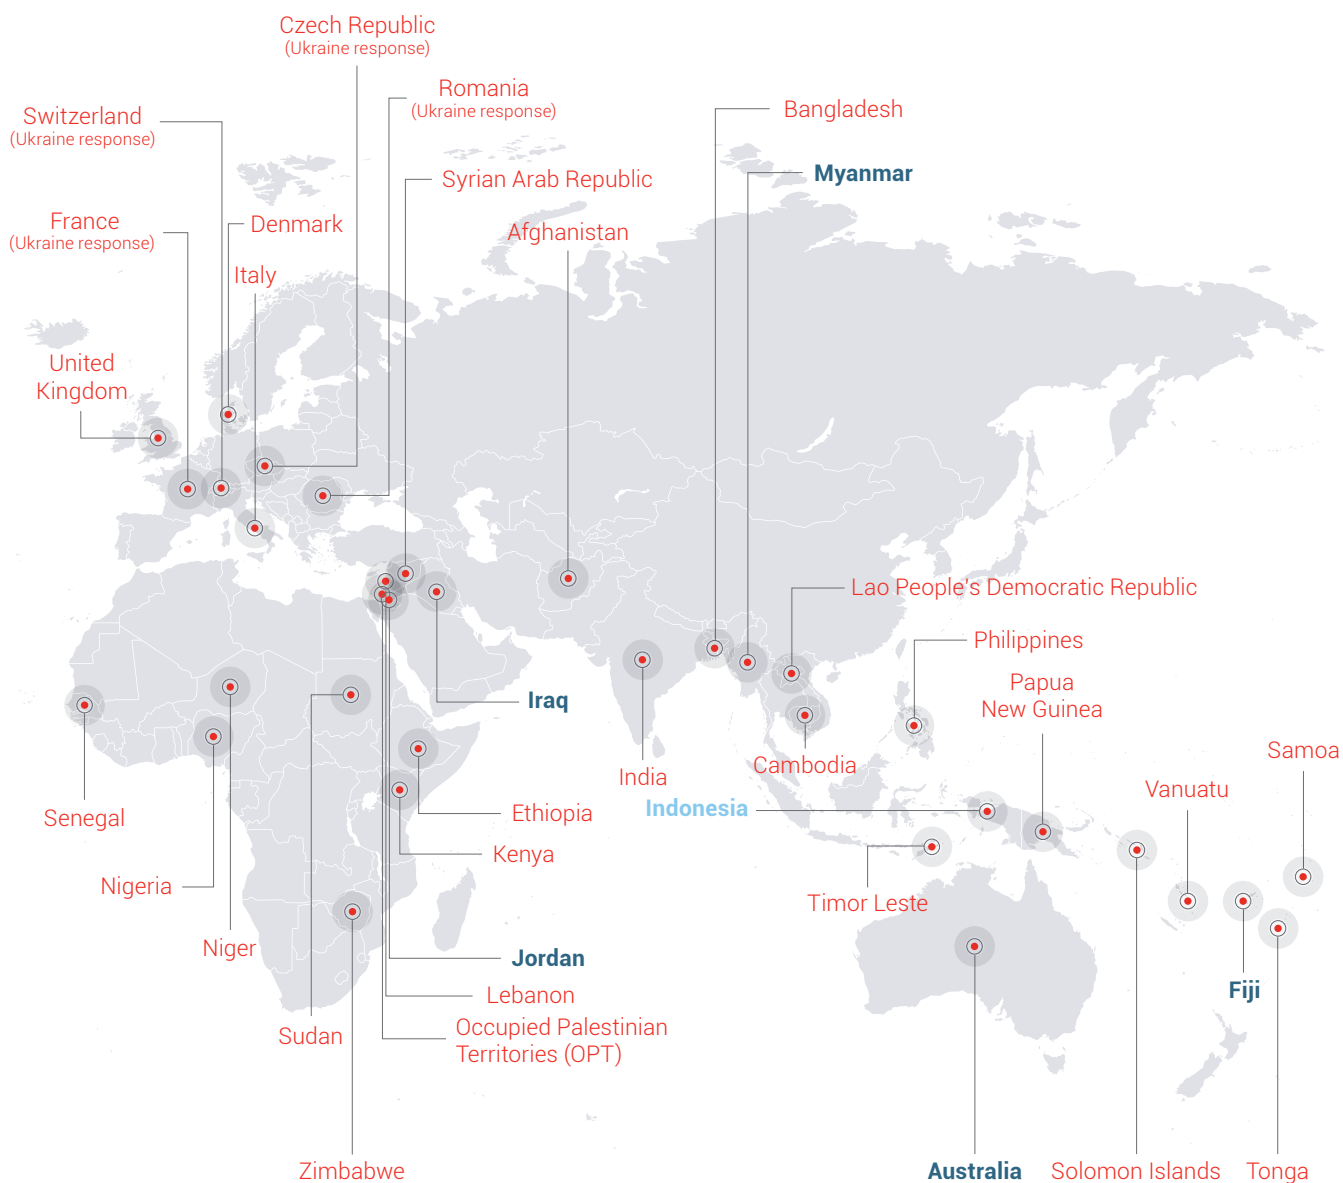 Czech Republic
(Ukraine response)
Romania
(Ukraine response)
Switzerland
(Ukraine response)
Bangladesh
Myanmar
Syrian Arab Republic
France
(Ukraine response)
Denmark
Afghanistan
Italy
United
Kingdom
Lao People's Democratic Republic
Philippines
Papua
New Guinea
Iraq
Samoa
Cambodia
India
Vanuatu
Indonesia
Senegal
Ethiopia
Kenya
Nigeria
Timor Leste
Niger
Jordan
Fiji
Lebanon
Sudan
Occupied Palestinian
Territories (OPT)
Zimbabwe
Australia
Solomon Islands
Tonga